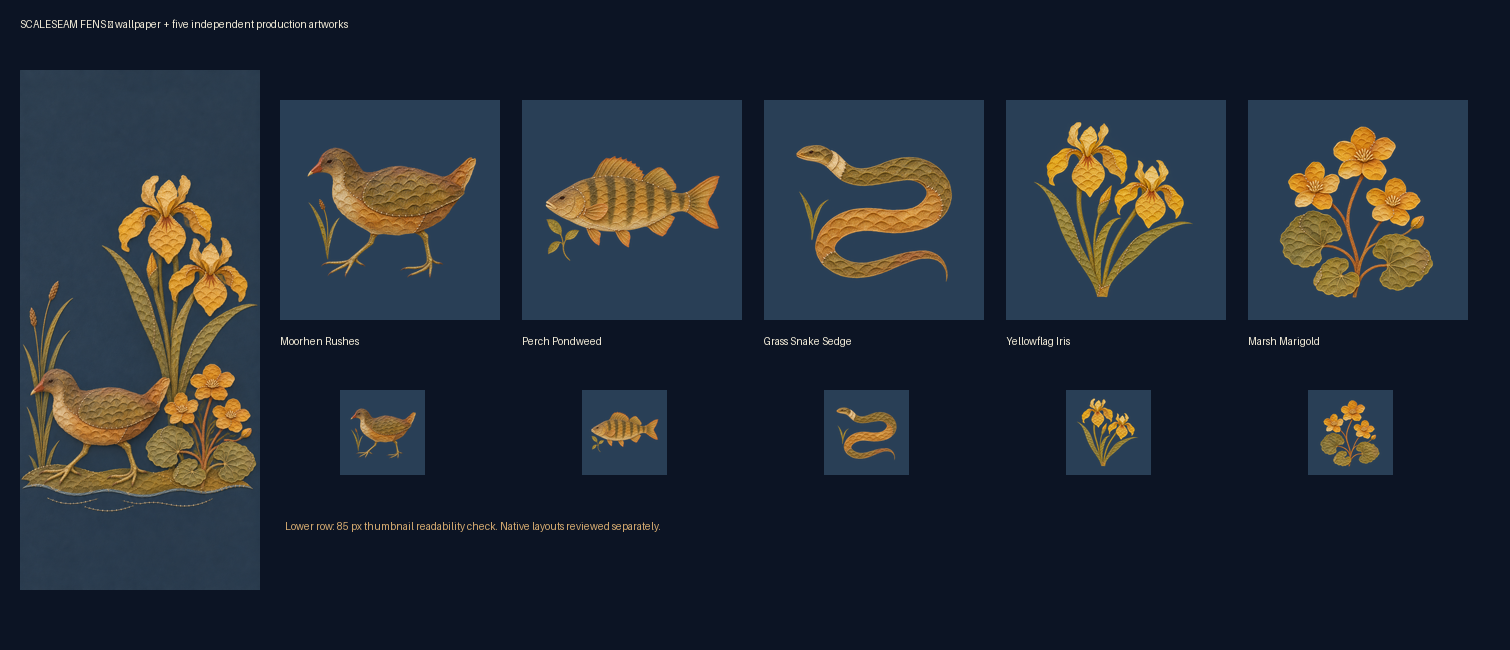 SCALESEAM FENS▯wallpaper + five independent production artworks
Moorhen Rushes
Perch Pondweed
Grass Snake Sedge
Yellowflag Iris
Marsh Marigold
Lower row: 85 px thumbnail readability check. Native layouts reviewed separately.